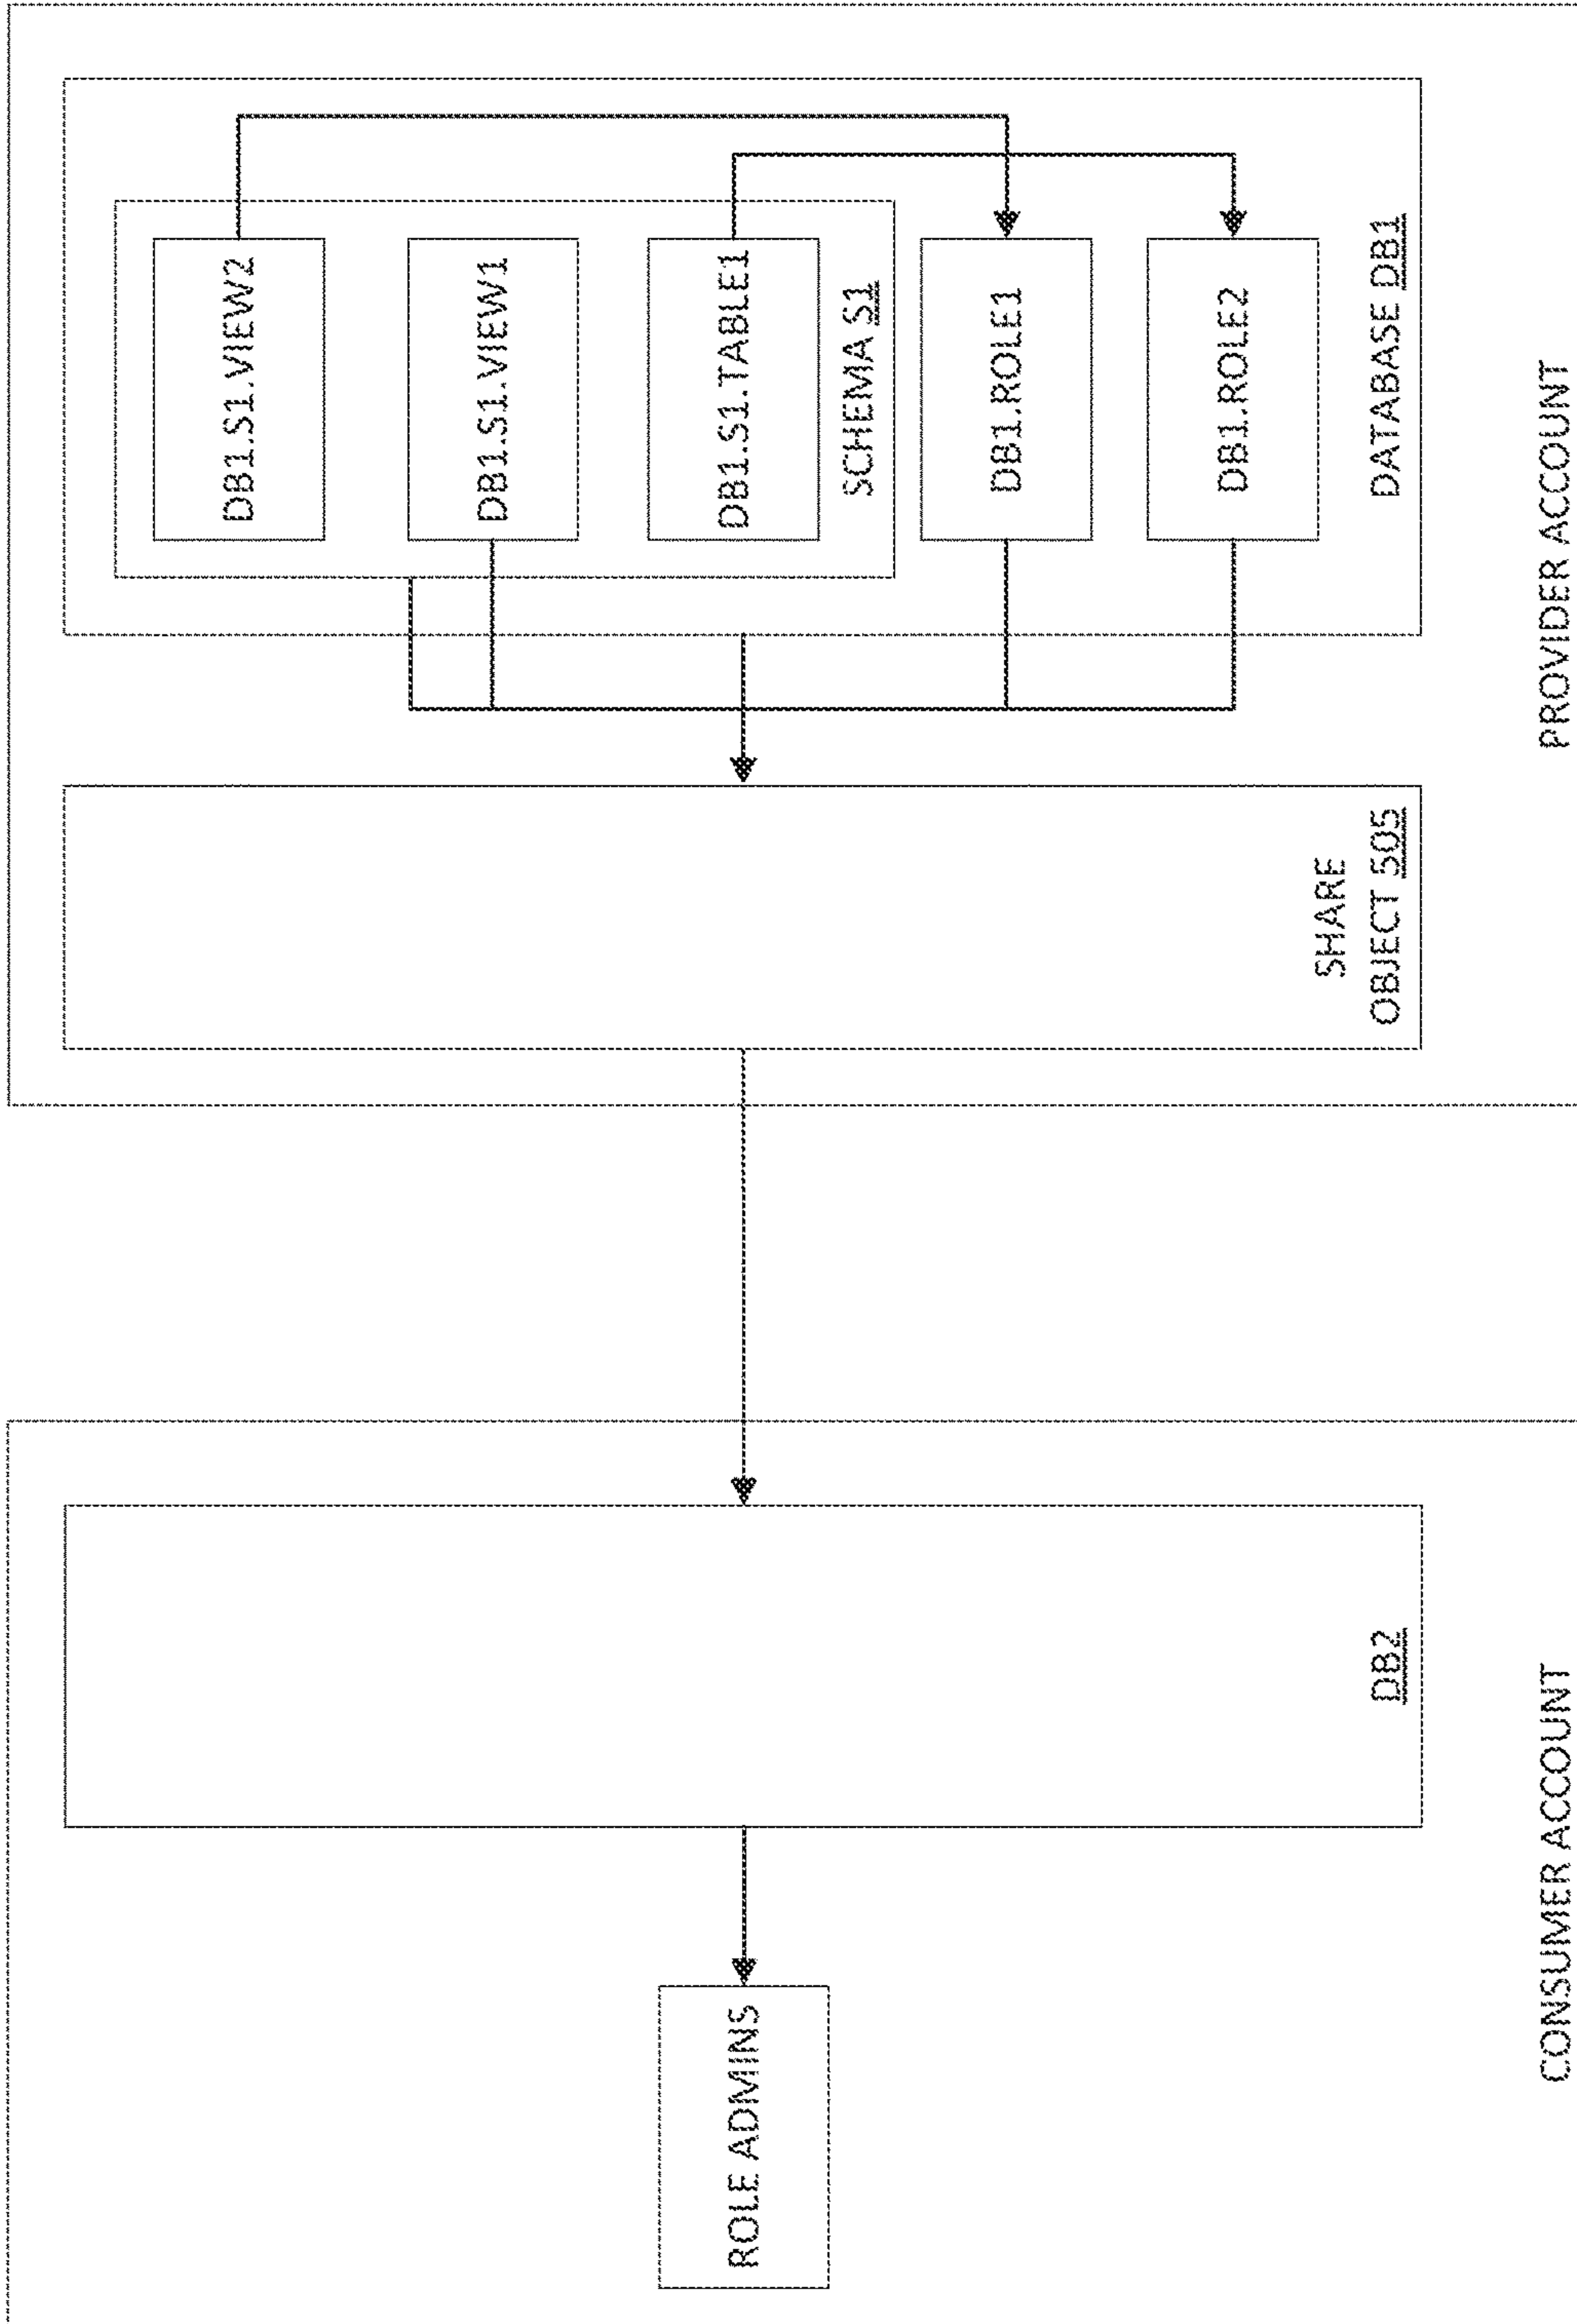 DB1.S1.VIEW2
DB1.S1.VIEW1
DB1.S1.TABLE1
SCHEMA S1
DB1.ROLE1
DB1.ROLE2
DATABASE DB1
SHARE
OBJECT 505
PROVIDER ACCOUNT
DB2
ROLE ADMINS
CONSUMER ACCOUNT